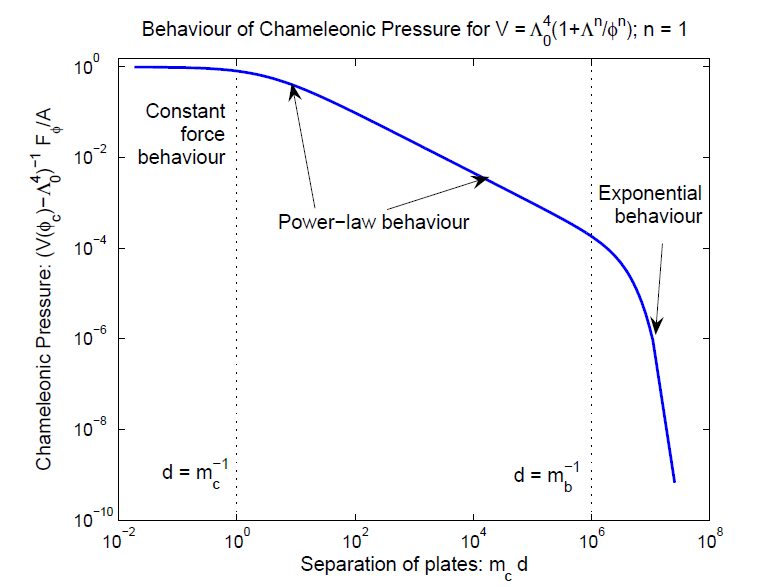 Behaviour of Chameleonic Pressure for V = Λ₀⁴(1+Λⁿ/ϕⁿ); n = 1
Chameleonic Pressure: (V(ϕ_c)−Λ₀⁴)⁻¹ F_ϕ/A
10⁰
10⁻²
10⁻⁴
10⁻⁶
10⁻⁸
10⁻¹⁰
Constant
force
behaviour
Power−law behaviour
Exponential
behaviour
d = m_c⁻¹
d = m_b⁻¹
10⁻²
10⁰
10²
10⁴
10⁶
10⁸
Separation of plates: m_c d